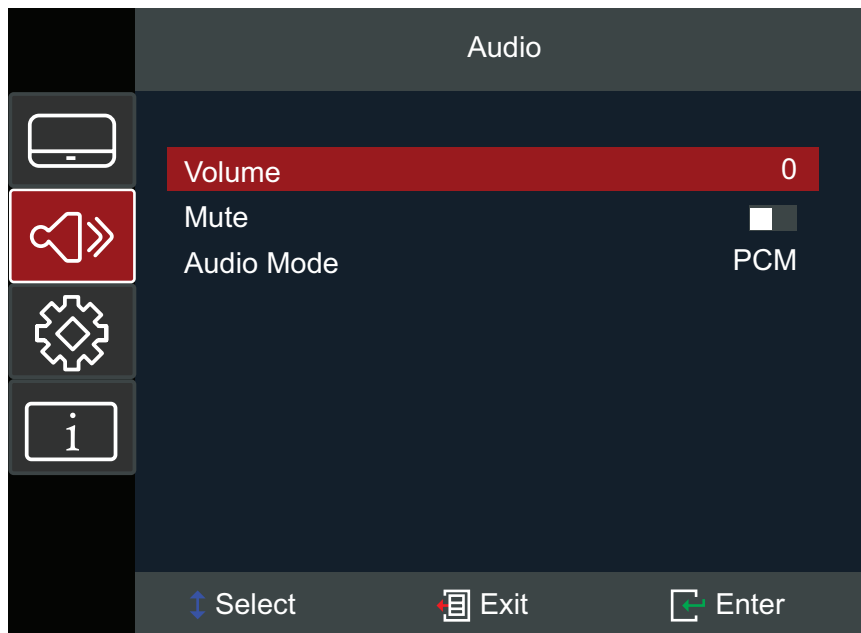 Audio
Volume 0
Mute
Audio Mode PCM
i
Select Exit Enter